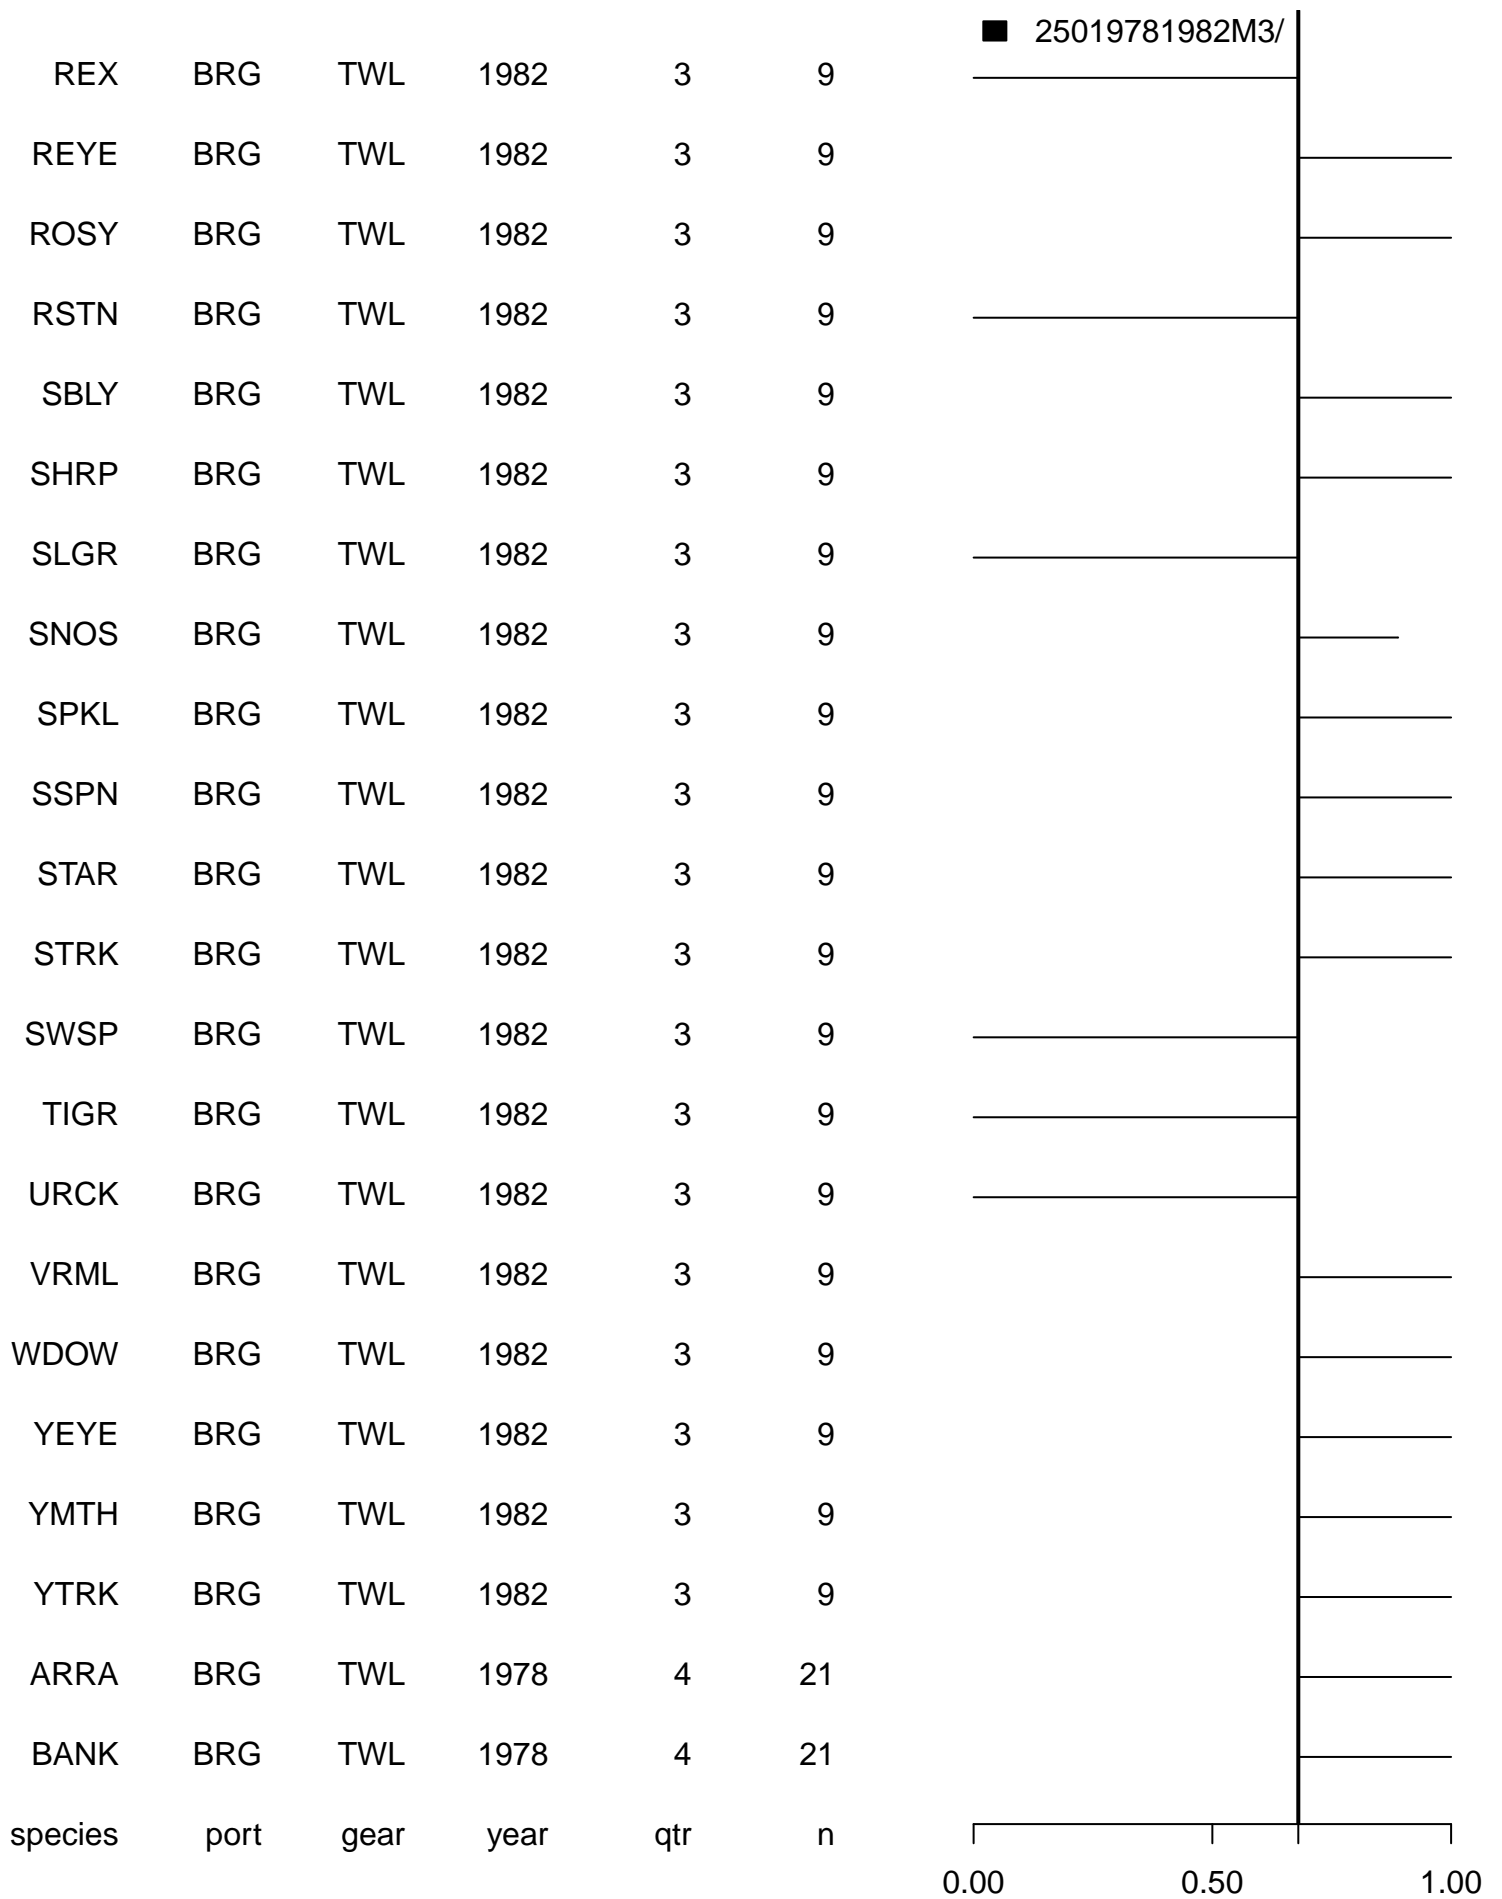 25019781982M3/
REX BRG TWL 1982 3 9
REYE BRG TWL 1982 3 9
ROSY BRG TWL 1982 3 9
RSTN BRG TWL 1982 3 9
SBLY BRG TWL 1982 3 9
SHRP BRG TWL 1982 3 9
SLGR BRG TWL 1982 3 9
SNOS BRG TWL 1982 3 9
SPKL BRG TWL 1982 3 9
SSPN BRG TWL 1982 3 9
STAR BRG TWL 1982 3 9
STRK BRG TWL 1982 3 9
SWSP BRG TWL 1982 3 9
TIGR BRG TWL 1982 3 9
URCK BRG TWL 1982 3 9
VRML BRG TWL 1982 3 9
WDOW BRG TWL 1982 3 9
YEYE BRG TWL 1982 3 9
YMTH BRG TWL 1982 3 9
YTRK BRG TWL 1982 3 9
ARRA BRG TWL 1978 4 21
BANK BRG TWL 1978 4 21
species port gear year qtr n
0.00 0.50 1.00